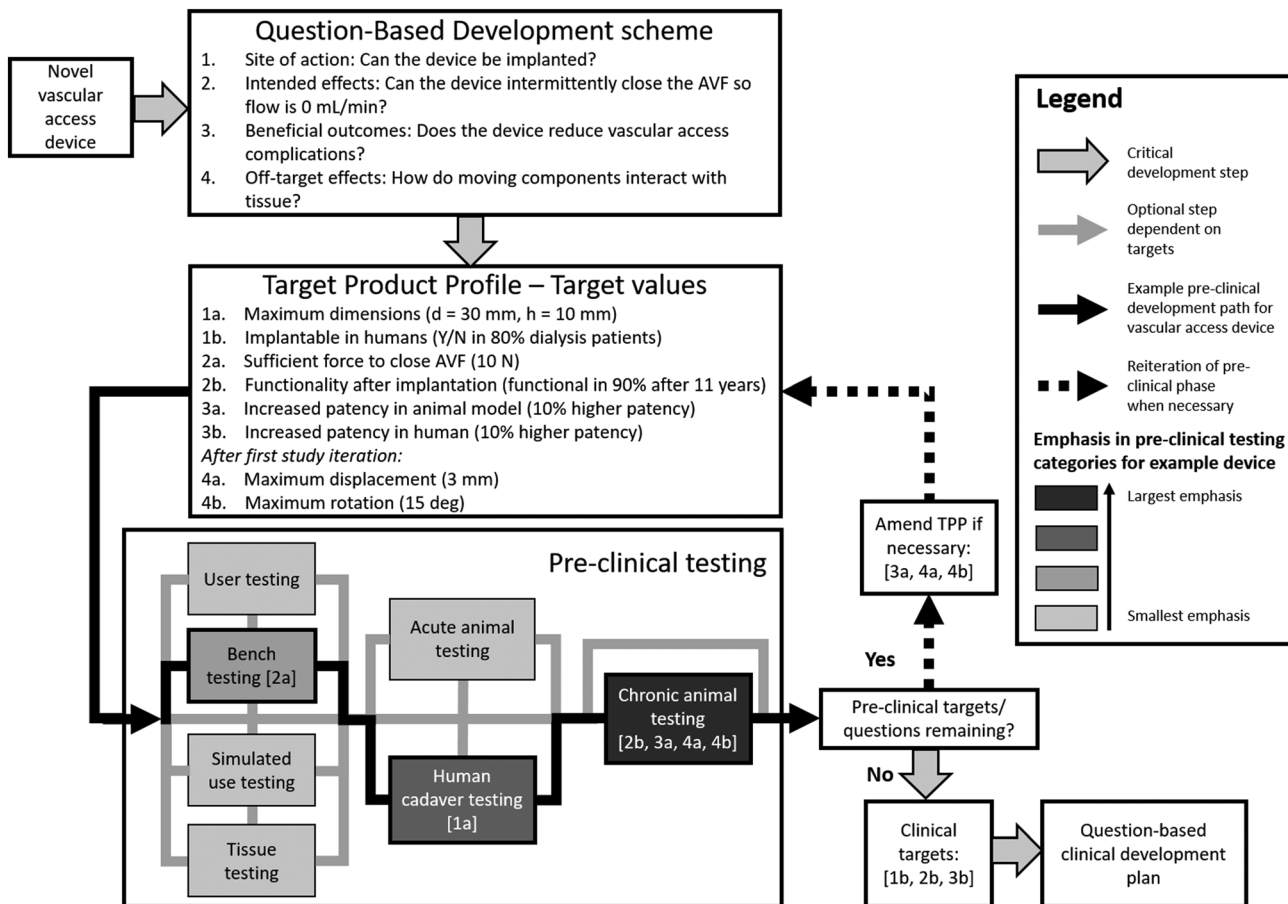 Novel
vascular
access
device
Question-Based Development scheme
1. Site of action: Can the device be implanted?
2. Intended effects: Can the device intermittently close the AVF so
flow is 0 mL/min?
3. Beneficial outcomes: Does the device reduce vascular access
complications?
4. Off-target effects: How do moving components interact with
tissue?
Target Product Profile – Target values
1a. Maximum dimensions (d = 30 mm, h = 10 mm)
1b. Implantable in humans (Y/N in 80% dialysis patients)
2a. Sufficient force to close AVF (10 N)
2b. Functionality after implantation (functional in 90% after 11 years)
3a. Increased patency in animal model (10% higher patency)
3b. Increased patency in human (10% higher patency)
After first study iteration:
4a. Maximum displacement (3 mm)
4b. Maximum rotation (15 deg)
Pre-clinical testing
User testing
Bench
testing [2a]
Simulated
use testing
Tissue
testing
Acute animal
testing
Human
cadaver testing
[1a]
Chronic animal
testing
[2b, 3a, 4a, 4b]
Amend TPP if
necessary:
[3a, 4a, 4b]
Yes
Pre-clinical targets/
questions remaining?
No
Clinical
targets:
[1b, 2b, 3b]
Question-based
clinical development
plan
Legend
Critical
development step
Optional step
dependent on
targets
Example pre-clinical
development path for
vascular access device
Reiteration of pre-
clinical phase
when necessary
Emphasis in pre-clinical testing
categories for example device
Largest emphasis
Smallest emphasis